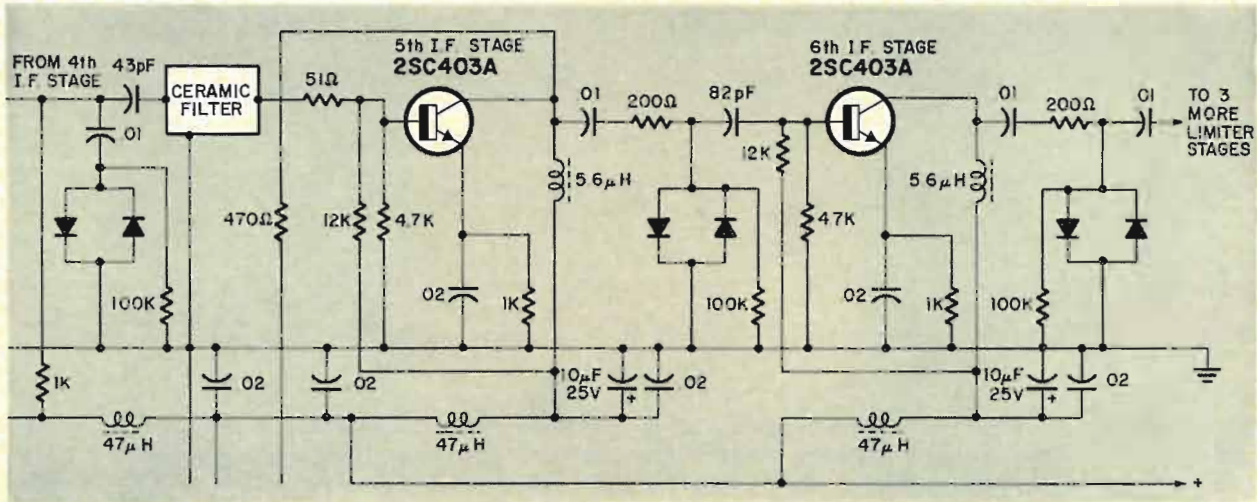 FROM 4th
I.F. STAGE
43pF
CERAMIC
FILTER
51Ω
5th I.F. STAGE
2SC403A
01
200Ω
82pF
6th I.F. STAGE
2SC403A
01
200Ω
01
TO 3
MORE
LIMITER
STAGES
01
5.6μH
12K
5.6μH
470Ω
12K
4.7K
47K
100K
02
1K
100K
02
1K
100K
1K
02
02
10μF
25V
+
02
10μF
25V
+
02
47μH
47μH
47μH
+